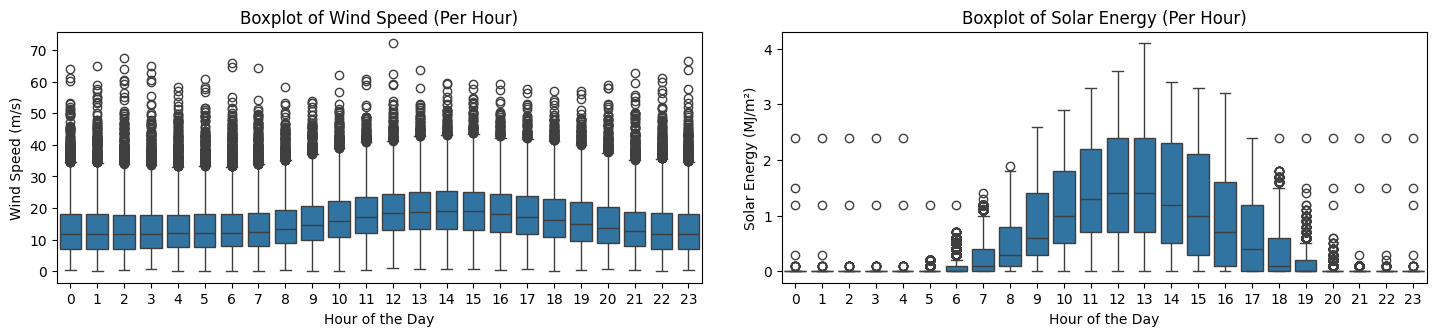 Boxplot of Wind Speed (Per Hour)
Wind Speed (m/s)
70
60
50
40
30
20
10
0
0 1 2 3 4 5 6 7 8 9 10 11 12 13 14 15 16 17 18 19 20 21 22 23
Hour of the Day
Boxplot of Solar Energy (Per Hour)
Solar Energy (MJ/m²)
4
3
2
1
0
0 1 2 3 4 5 6 7 8 9 10 11 12 13 14 15 16 17 18 19 20 21 22 23
Hour of the Day